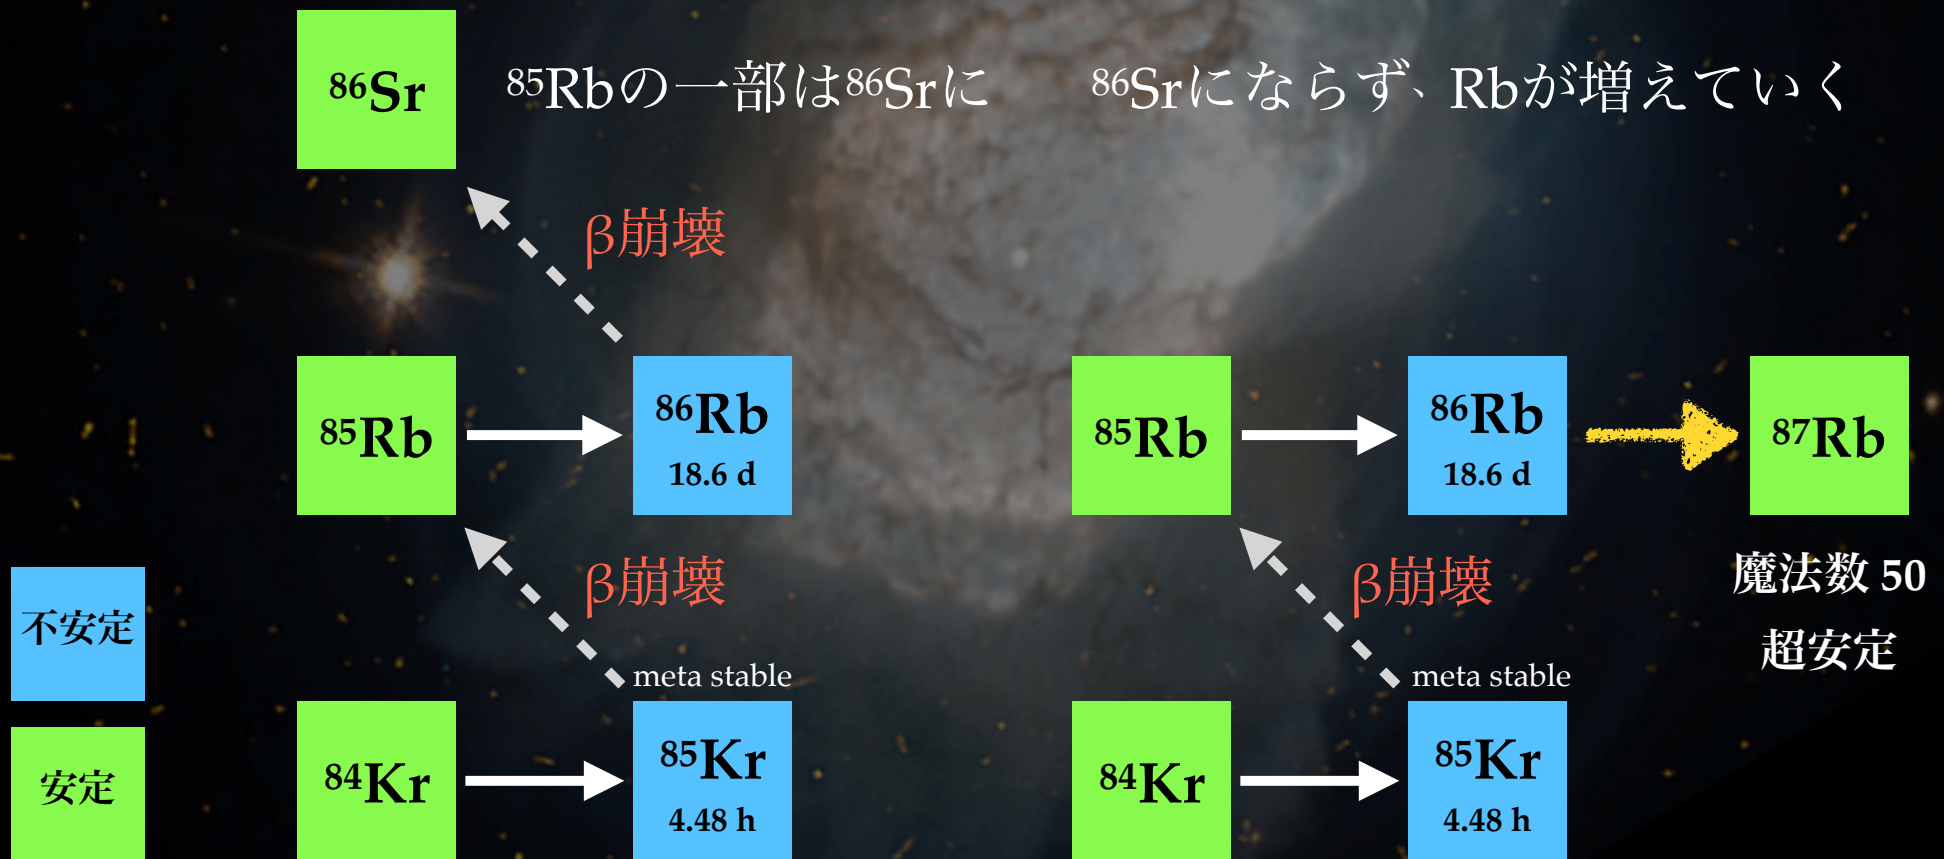 ⁸⁶Sr
⁸⁵Rbの一部は⁸⁶Srに
⁸⁶Srにならず、Rbが増えていく
β崩壊
⁸⁵Rb
⁸⁶Rb
18.6 d
⁸⁵Rb
⁸⁶Rb
18.6 d
⁸⁷Rb
魔法数 50
超安定
β崩壊
β崩壊
meta stable
meta stable
不安定
安定
⁸⁴Kr
⁸⁵Kr
4.48 h
⁸⁴Kr
⁸⁵Kr
4.48 h